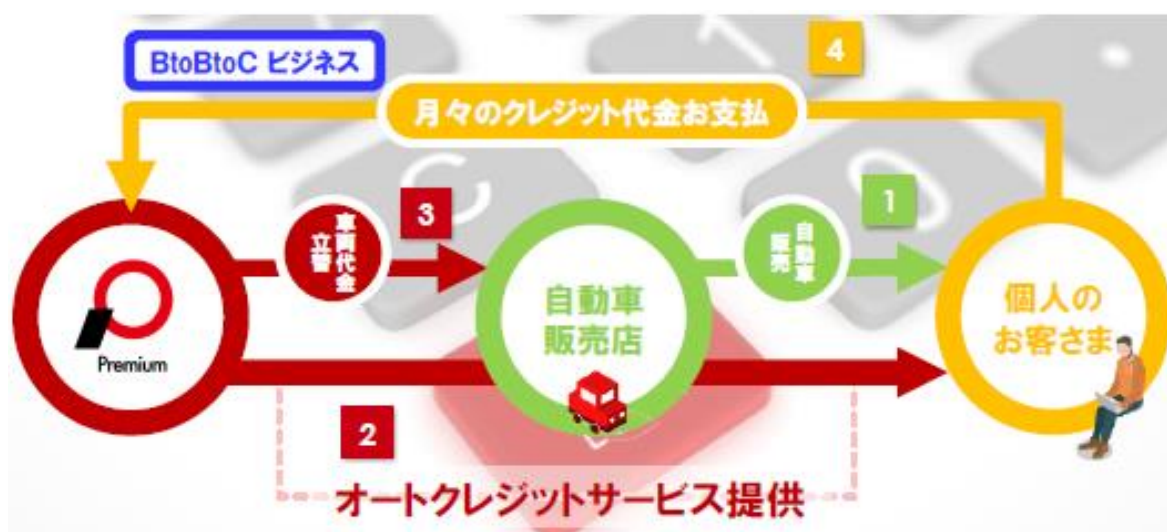 BtoBtoC ビジネス
4
月々のクレジット代金お支払
3
1
車両代金
立替
自動車
販売
Premium
自動車
販売店
個人の
お客さま
2
オートクレジットサービス提供